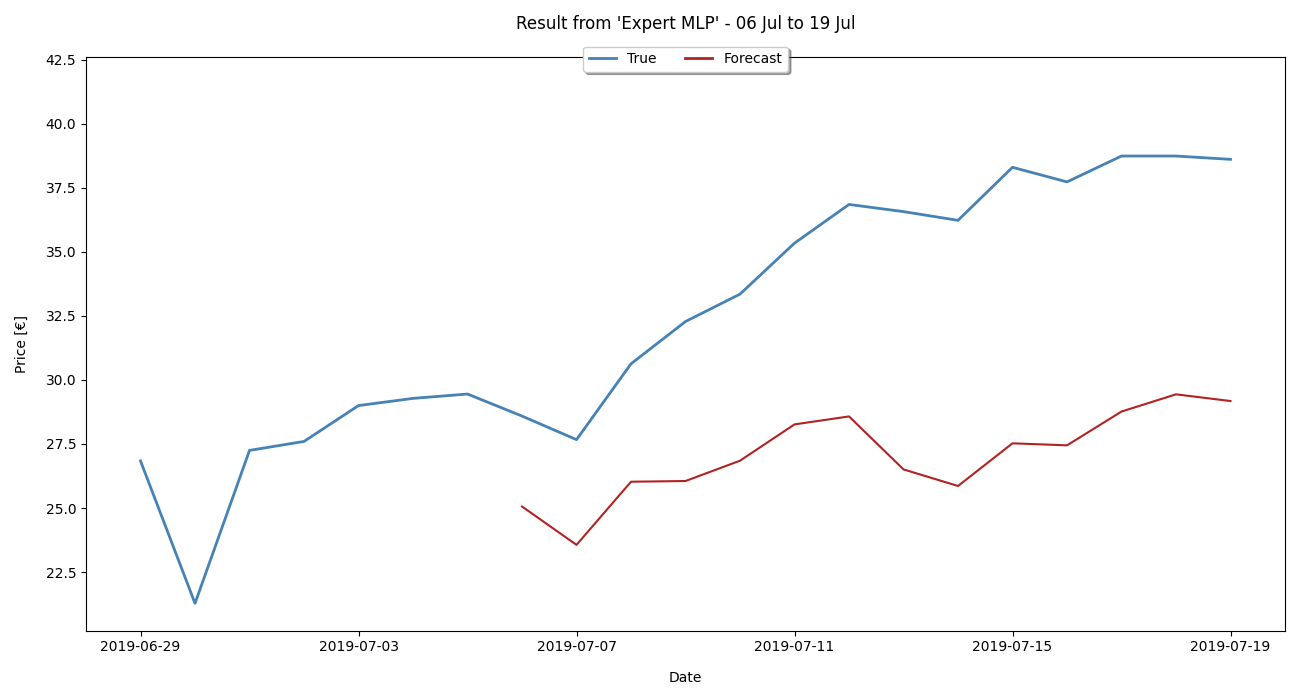 Result from 'Expert MLP' - 06 Jul to 19 Jul
True Forecast
42.5
40.0
37.5
35.0
32.5
30.0
27.5
25.0
22.5
Price [€]
2019-06-29 2019-07-03 2019-07-07 2019-07-11 2019-07-15 2019-07-19
Date